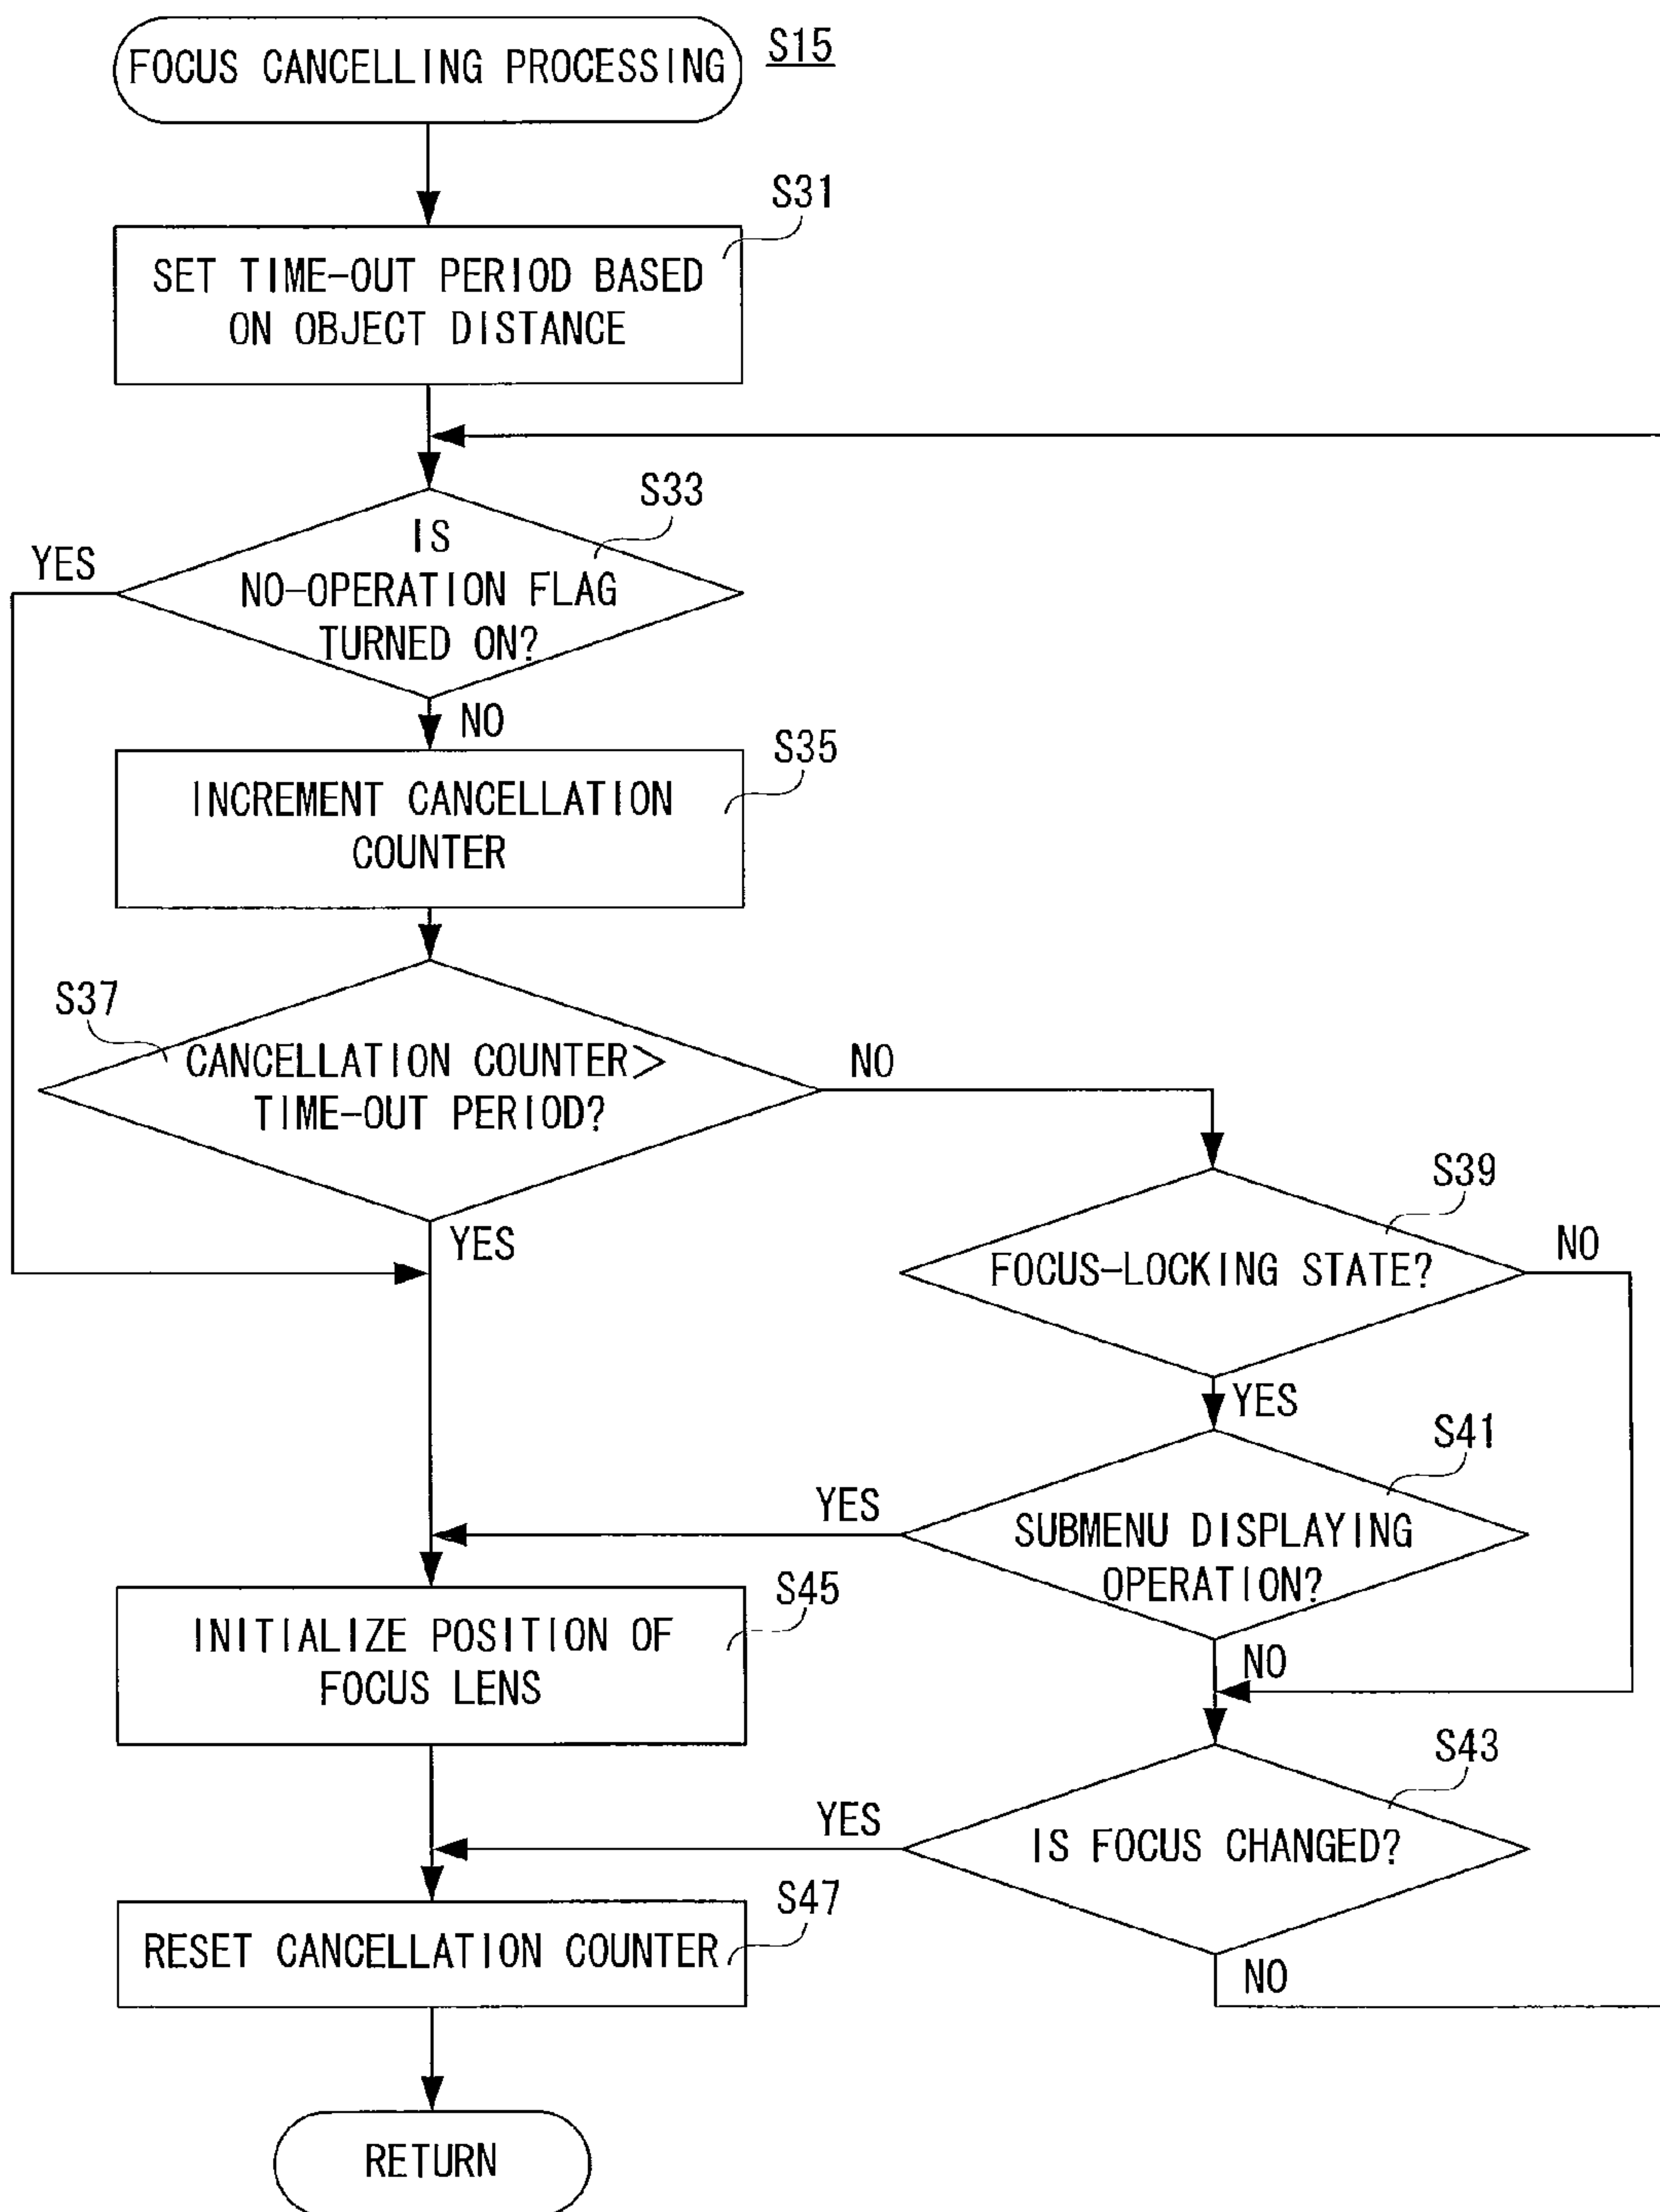 FOCUS CANCELLING PROCESSING
S15
S31
SET TIME-OUT PERIOD BASED
ON OBJECT DISTANCE
S33
YES
IS
NO-OPERATION FLAG
TURNED ON?
NO
S35
INCREMENT CANCELLATION
COUNTER
S37
CANCELLATION COUNTER>
TIME-OUT PERIOD?
NO
YES
S39
FOCUS-LOCKING STATE?
NO
YES
S41
SUBMENU DISPLAYING
OPERATION?
YES
NO
S45
INITIALIZE POSITION OF
FOCUS LENS
S43
IS FOCUS CHANGED?
YES
NO
S47
RESET CANCELLATION COUNTER
RETURN